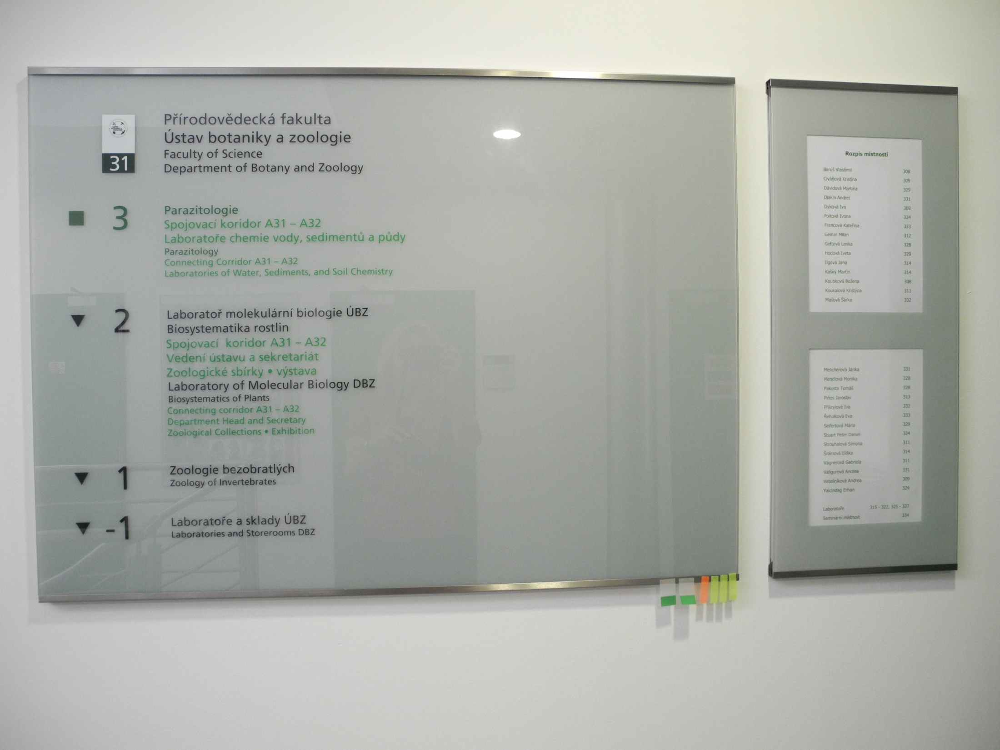 Přírodovědecká fakulta
Ústav botaniky a zoologie
Faculty of Science
Department of Botany and Zoology
31
3
Parazitologie
Spojovací koridor A31 – A32
Laboratoře chemie vody, sedimentů a půdy
Parazitology
Connecting Corridor A31 – A32
Laboratories of Water, Sediments, and Soil Chemistry
2
Laboratoř molekulární biologie ÚBZ
Biosystematika rostlin
Spojovací koridor A31 – A32
Vedení ústavu a sekretariát
Zoologické sbírky • výstava
Laboratory of Molecular Biology DBZ
Biosystematics of Plants
Connecting corridor A31 – A32
Department Head and Secretary
Zoological Collections • Exhibition
1
Zoologie bezobratlých
Zoology of Invertebrates
-1
Laboratoře a sklady ÚBZ
Laboratories and Storerooms DBZ
Rozpis místností
Baruš Vlastimil 308
Civáňová Kristína 309
Dávidová Martina 329
Diakin Andrei 331
Dyková Iva 308
Foitová Ivona 324
Francová Kateřina 333
Gelnar Milan 312
Gettová Lenka 328
Hodová Iveta 329
Ilgová Jana 314
Kašný Martin 314
Koubková Božena 308
Koukalová Kristýna 311
Mašová Šárka 332
Melicherová Janka 331
Mendlová Monika 328
Pakosta Tomáš 328
Piňos Jaroslav 313
Přikrylová Iva 332
Řehulková Eva 333
Seifertová Mária 329
Stuart Peter Daniel 324
Strouhalová Simona 311
Šrámová Eliška 314
Vágnerová Gabriela 311
Valigurová Andrea 331
Vetešníková Andrea 309
Yalcindag Erhan 324
Laboratoře 315 - 322, 325 - 327
Seminární místnost 334